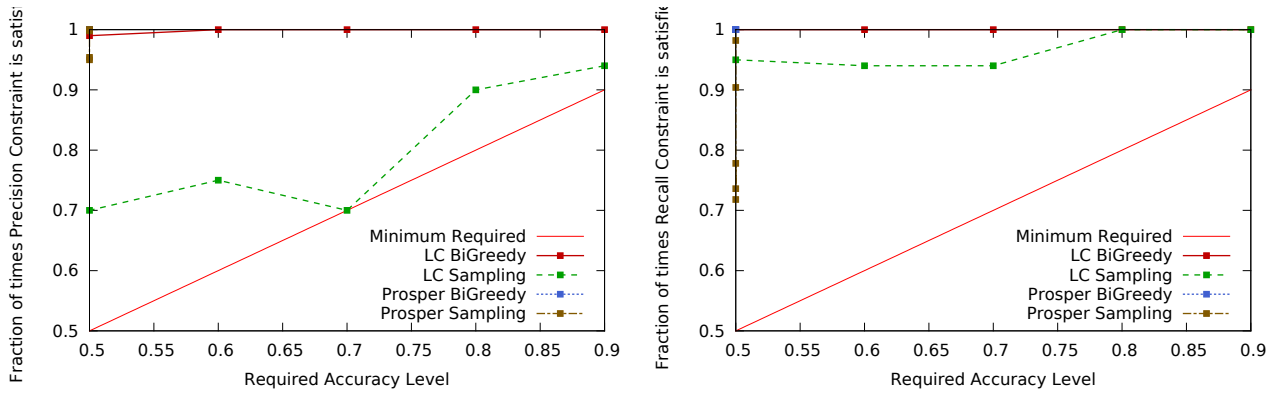 Fraction of times Precision Constraint is satisfi
1
0.9
0.8
0.7
0.6
0.5
0.5 0.55 0.6 0.65 0.7 0.75 0.8 0.85 0.9
Required Accuracy Level
Minimum Required
LC BiGreedy
LC Sampling
Prosper BiGreedy
Prosper Sampling
Fraction of times Recall Constraint is satisfie
1
0.9
0.8
0.7
0.6
0.5
0.5 0.55 0.6 0.65 0.7 0.75 0.8 0.85 0.9
Required Accuracy Level
Minimum Required
LC BiGreedy
LC Sampling
Prosper BiGreedy
Prosper Sampling